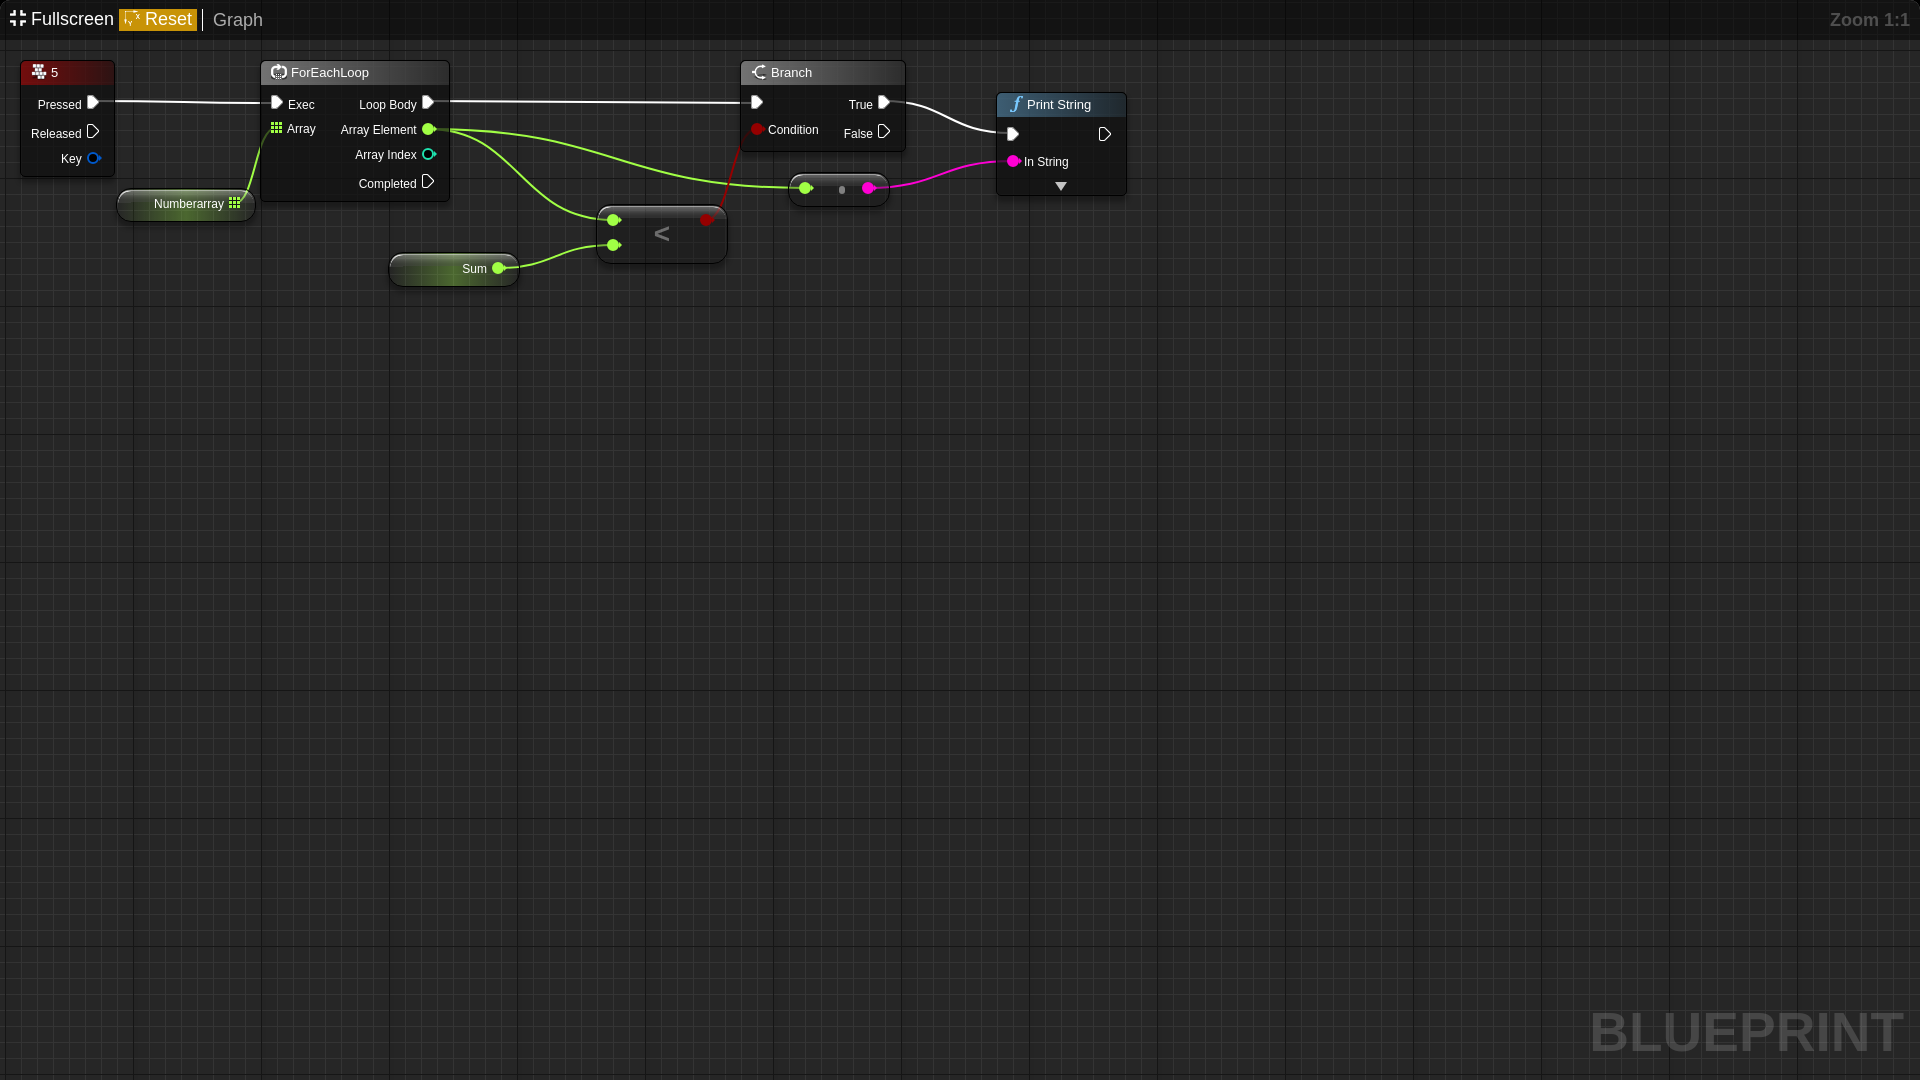 Fullscreen Reset Graph Zoom 1:1
5
Pressed
Released
Key
Numberarray
ForEachLoop
Exec Loop Body
Array Array Element
Array Index
Completed
Sum
<
Branch
True
Condition False
Print String
In String
BLUEPRINT